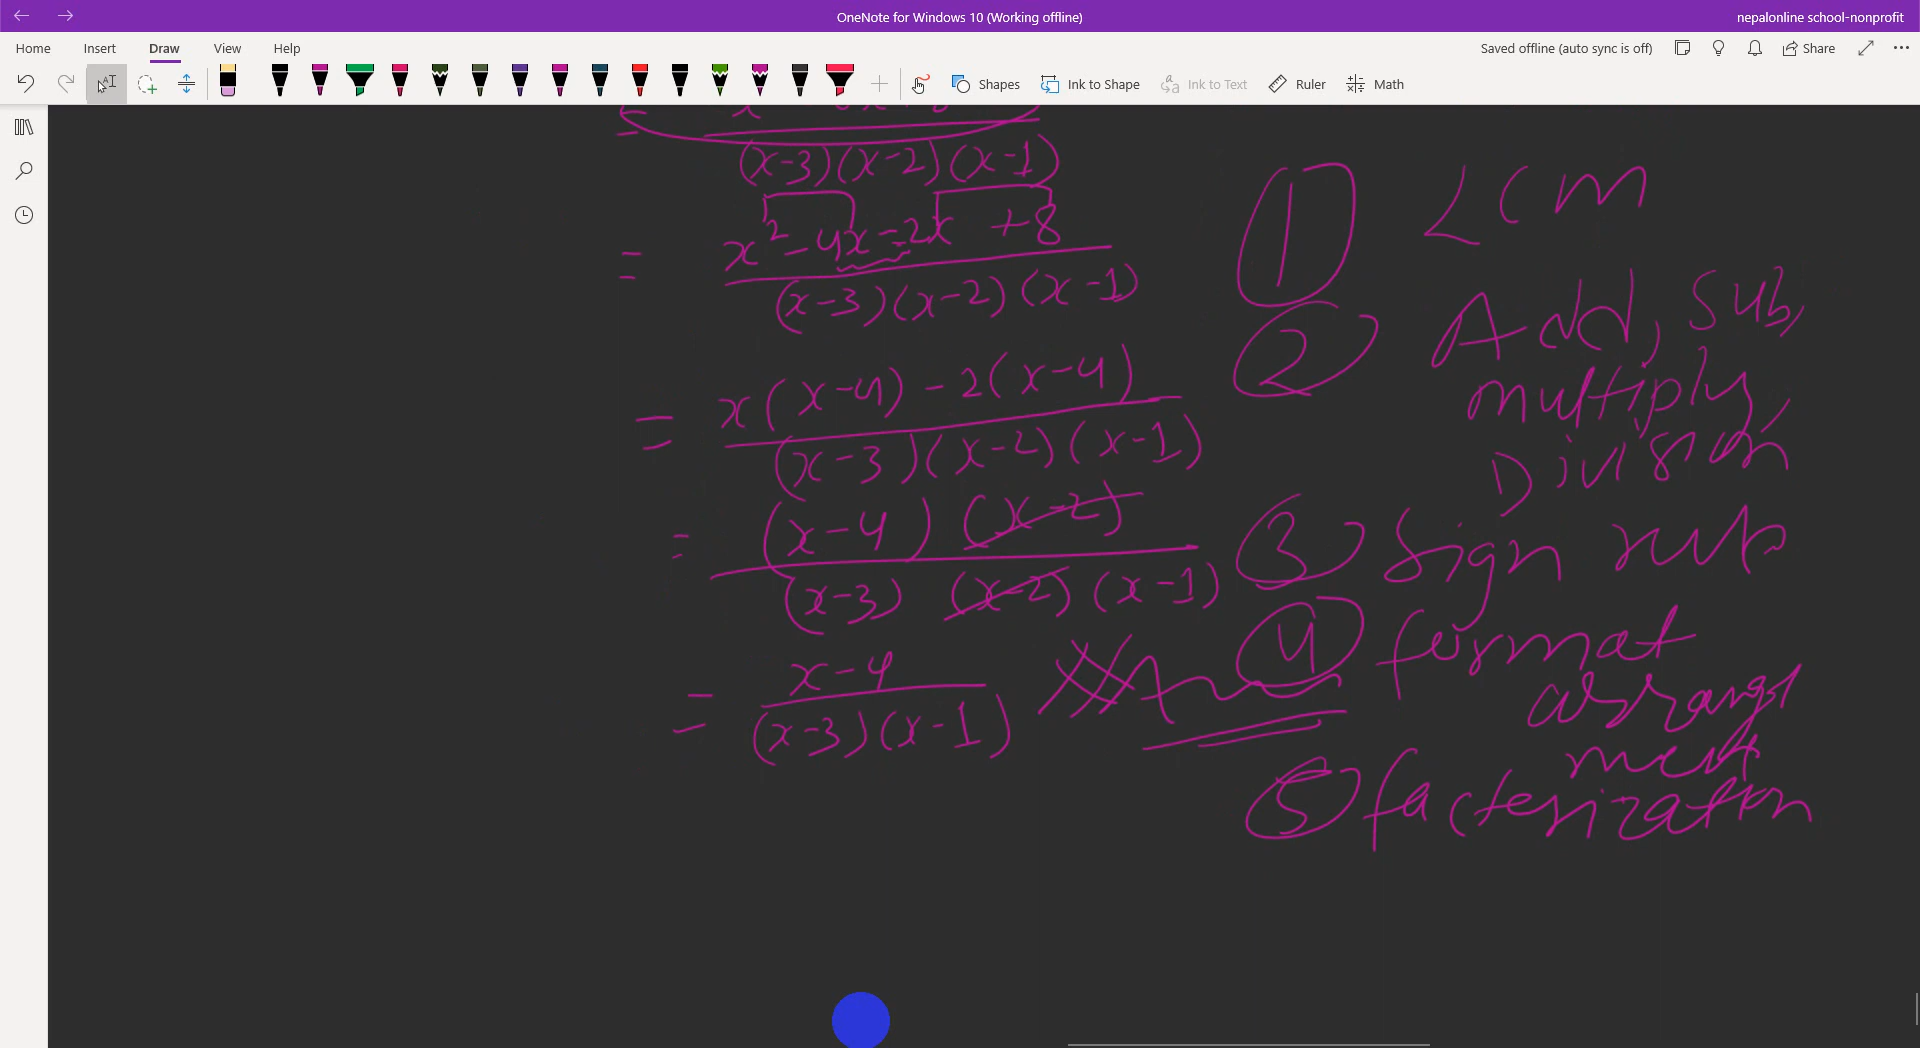 OneNote for Windows 10 (Working offline)
nepalonline school-nonprofit
Home Insert Draw View Help
Saved offline (auto sync is off) Share
Shapes Ink to Shape Ink to Text Ruler Math
(x-3)(x-2)(x-1)
= x² - 4x - 2x + 8
(x-3)(x-2)(x-1)
= x(x-4) - 2(x-4)
(x-3)(x-2)(x-1)
= (x-4)(x-2)
(x-3)(x-2)(x-1)
= x-4
(x-3)(x-1)
1 LCM
2 Add, Sub,
multiply,
Division
3 Sign
4 format
5